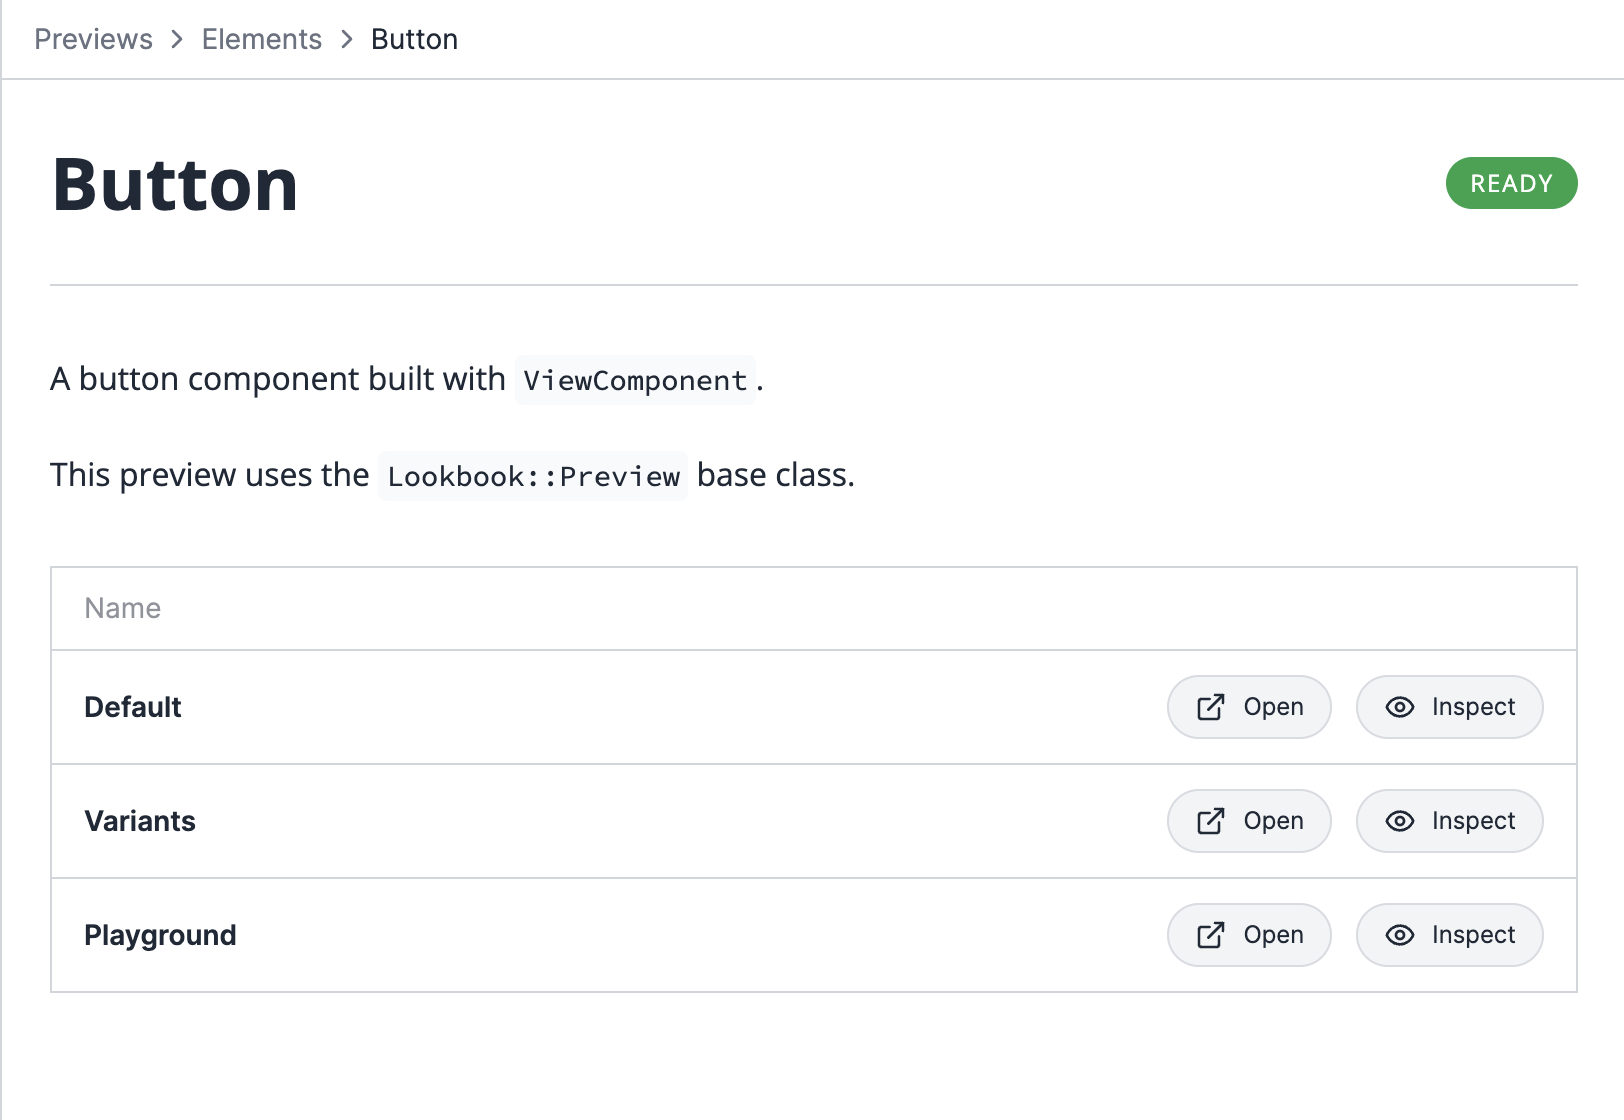 Previews > Elements > Button
Button
READY
A button component built with ViewComponent.
This preview uses the Lookbook::Preview base class.
Name
Default Open Inspect
Variants Open Inspect
Playground Open Inspect